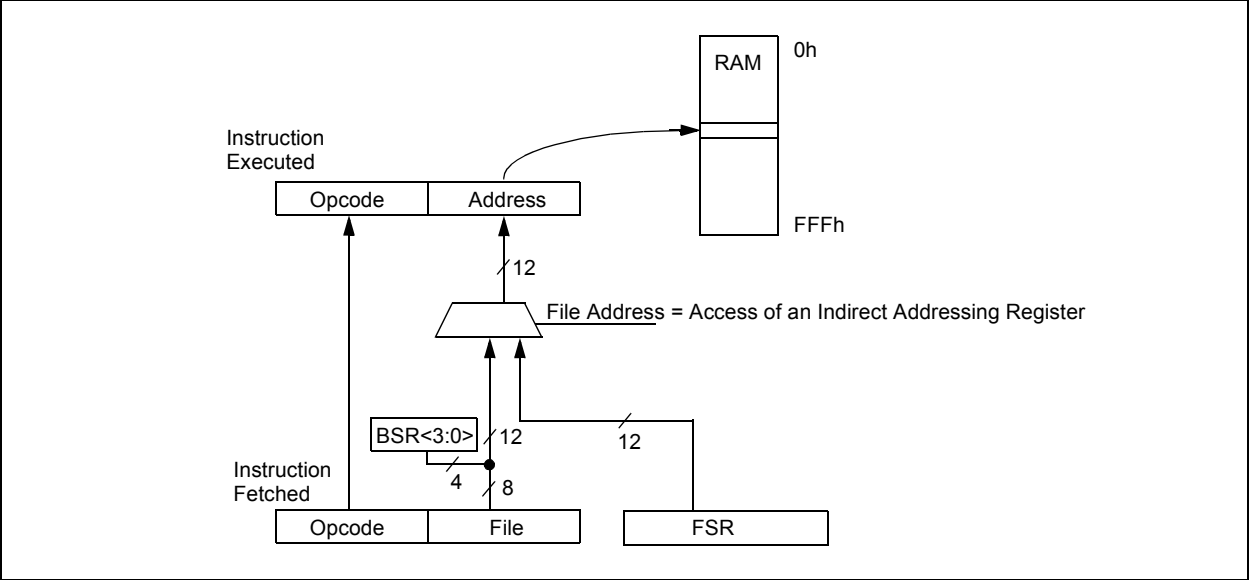 RAM
0h
Instruction
Executed
Opcode
Address
FFFh
12
File Address = Access of an Indirect Addressing Register
BSR<3:0>
12
12
4
8
Instruction
Fetched
Opcode
File
FSR